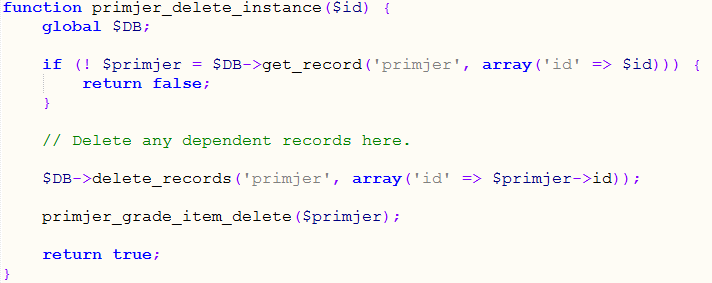 function primjer_delete_instance($id) {
    global $DB;

    if (! $primjer = $DB->get_record('primjer', array('id' => $id))) {
        return false;
    }

    // Delete any dependent records here.

    $DB->delete_records('primjer', array('id' => $primjer->id));

    primjer_grade_item_delete($primjer);

    return true;
}